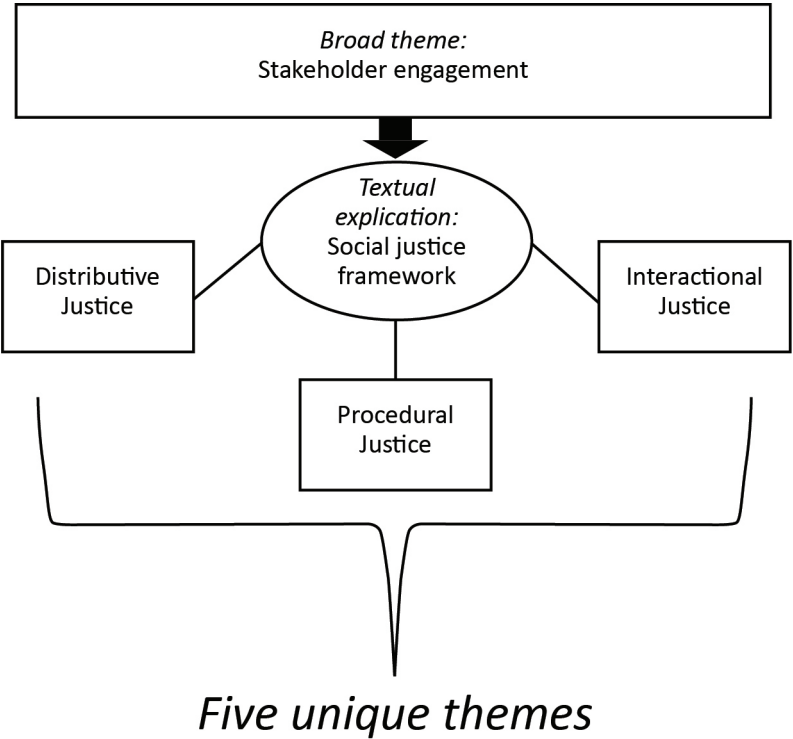 Broad theme:
Stakeholder engagement
Textual
explication:
Social justice
framework
Distributive
Justice
Interactional
Justice
Procedural
Justice
Five unique themes